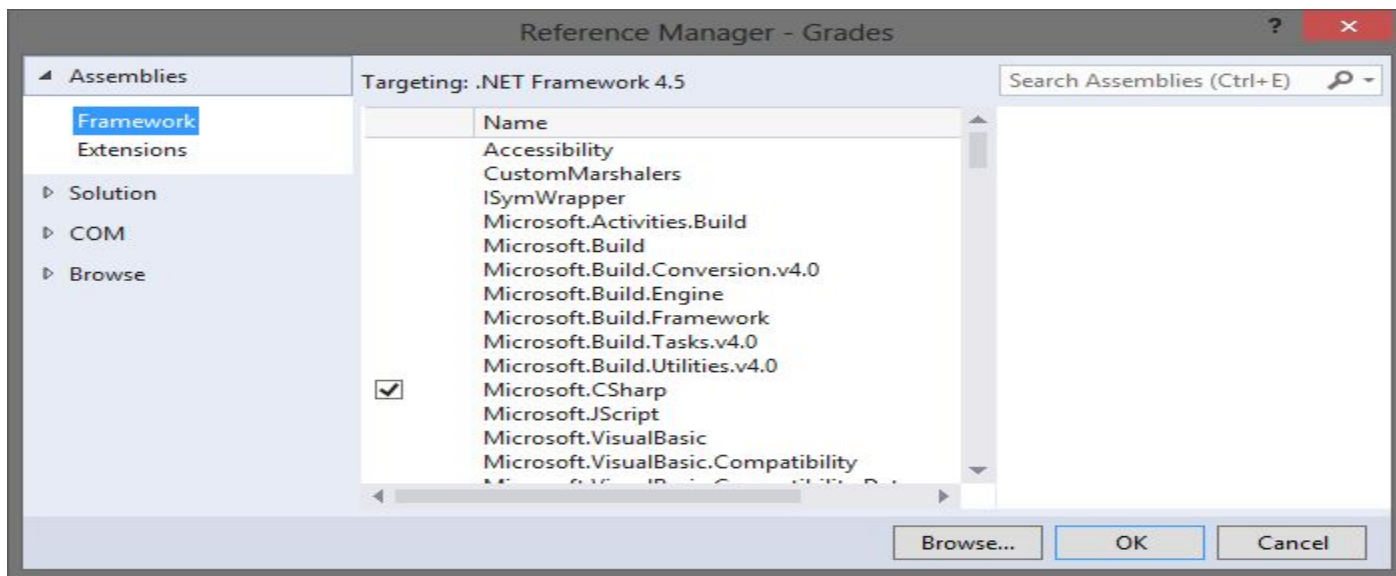 Reference Manager - Grades
?
Assemblies
Framework
Extensions
Solution
COM
Browse
Targeting: .NET Framework 4.5
Search Assemblies (Ctrl+E)
Name
Accessibility
CustomMarshalers
ISymWrapper
Microsoft.Activities.Build
Microsoft.Build
Microsoft.Build.Conversion.v4.0
Microsoft.Build.Engine
Microsoft.Build.Framework
Microsoft.Build.Tasks.v4.0
Microsoft.Build.Utilities.v4.0
Microsoft.CSharp
Microsoft.JScript
Microsoft.VisualBasic
Microsoft.VisualBasic.Compatibility
Browse...
OK
Cancel